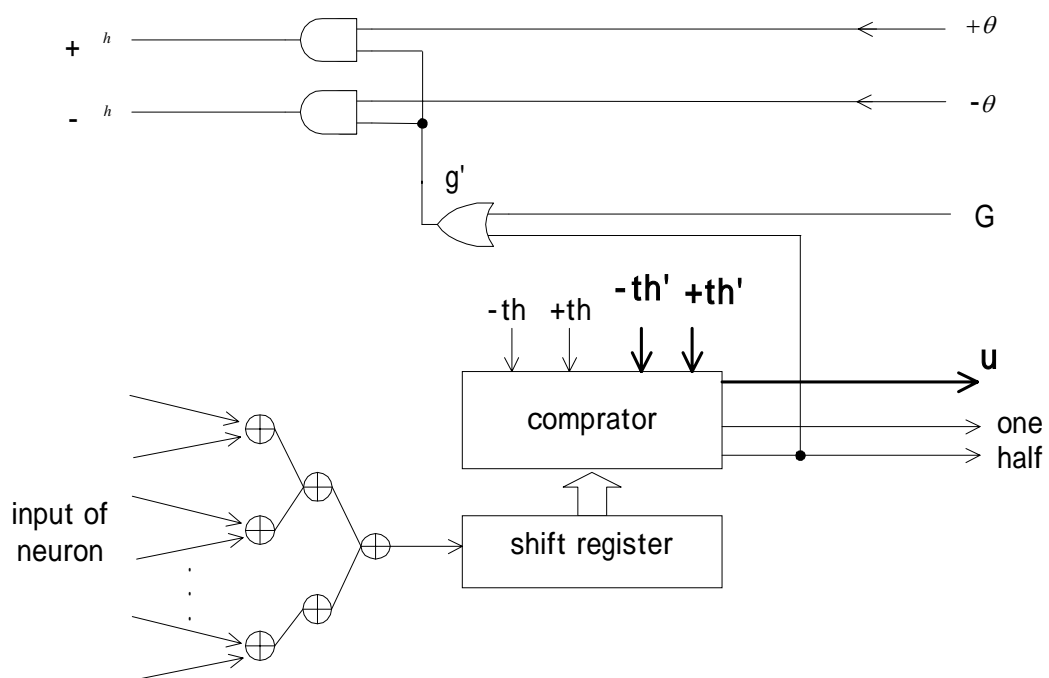 + h
+θ
- h
-θ
g'
G
-th +th -th' +th'
u
comprator
one
half
input of
neuron
shift register